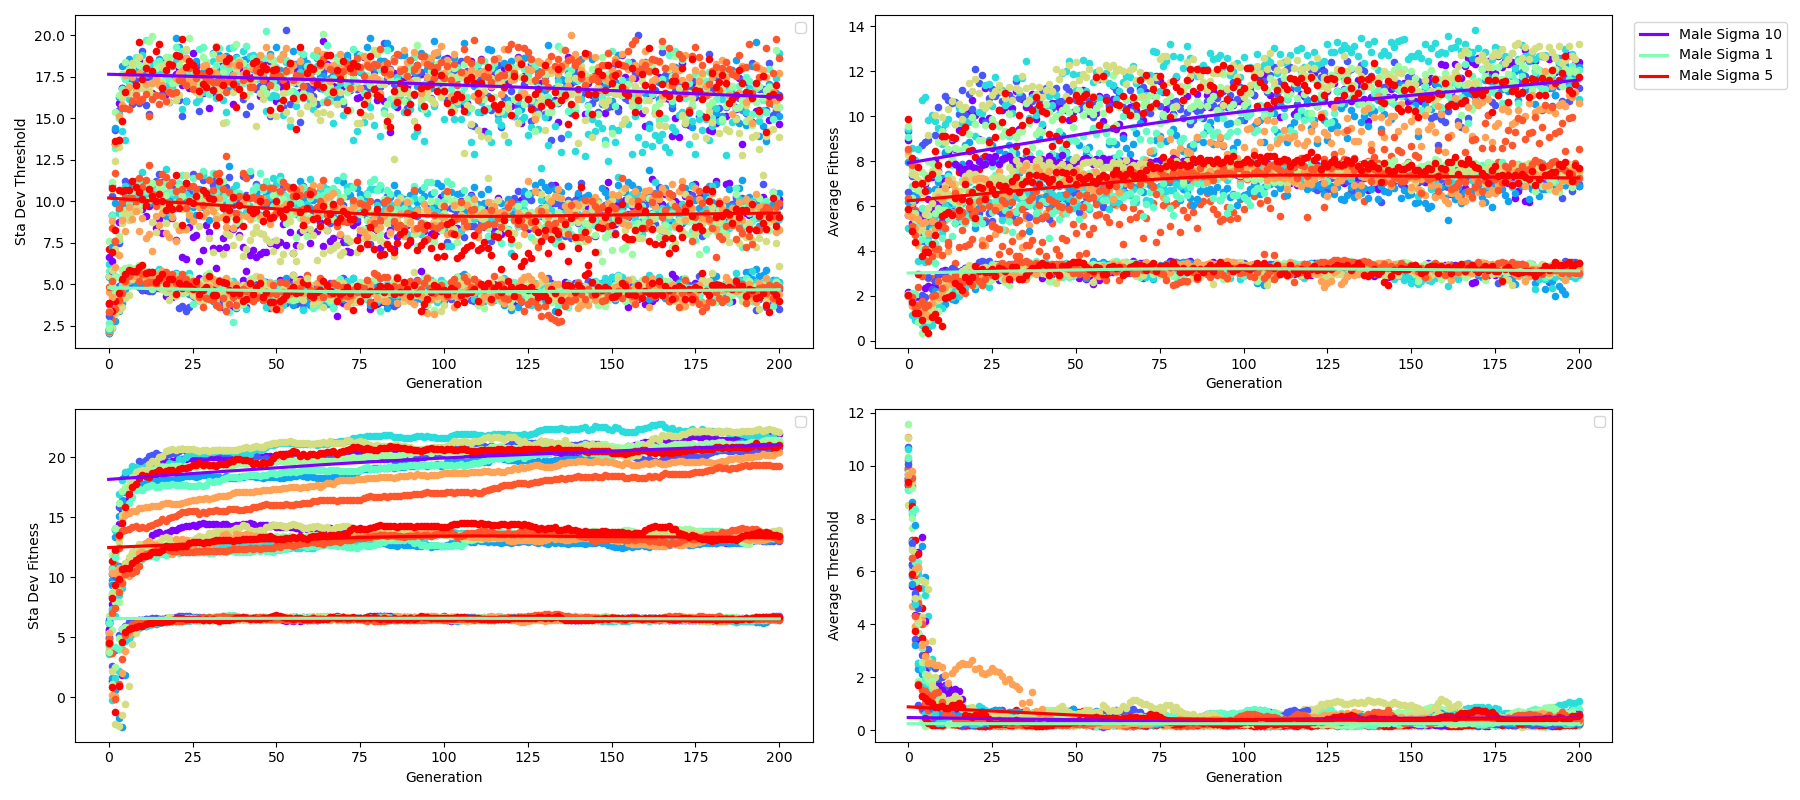 20.0
17.5
15.0
12.5
10.0
7.5
5.0
2.5
Sta Dev Threshold
0 25 50 75 100 125 150 175 200
Generation
14
12
10
8
6
4
2
0
Average Fitness
0 25 50 75 100 125 150 175 200
Generation
Male Sigma 10
Male Sigma 1
Male Sigma 5
20
15
10
5
0
Sta Dev Fitness
0 25 50 75 100 125 150 175 200
Generation
12
10
8
6
4
2
0
Average Threshold
0 25 50 75 100 125 150 175 200
Generation